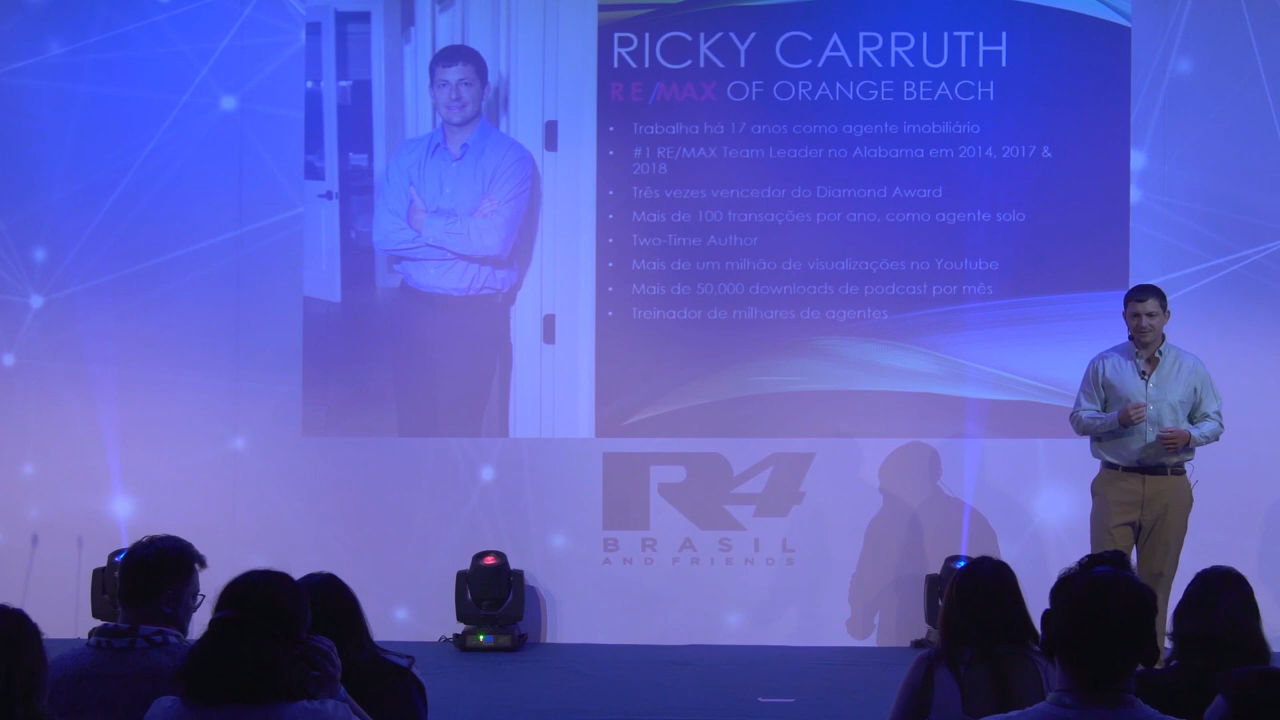 RICKY CARRUTH
RE/MAX OF ORANGE BEACH
• Trabalha há 17 anos como agente imobiliário
• #1 RE/MAX Team Leader no Alabama em 2014, 2017 &
2018
• Três vezes vencedor do Diamond Award
• Mais de 100 transações por ano, como agente solo
• Two-Time Author
• Mais de um milhão de visualizações no Youtube
• Mais de 50,000 downloads de podcast por mês
• Treinador de milhares de agentes
R4
BRASIL
AND FRIENDS